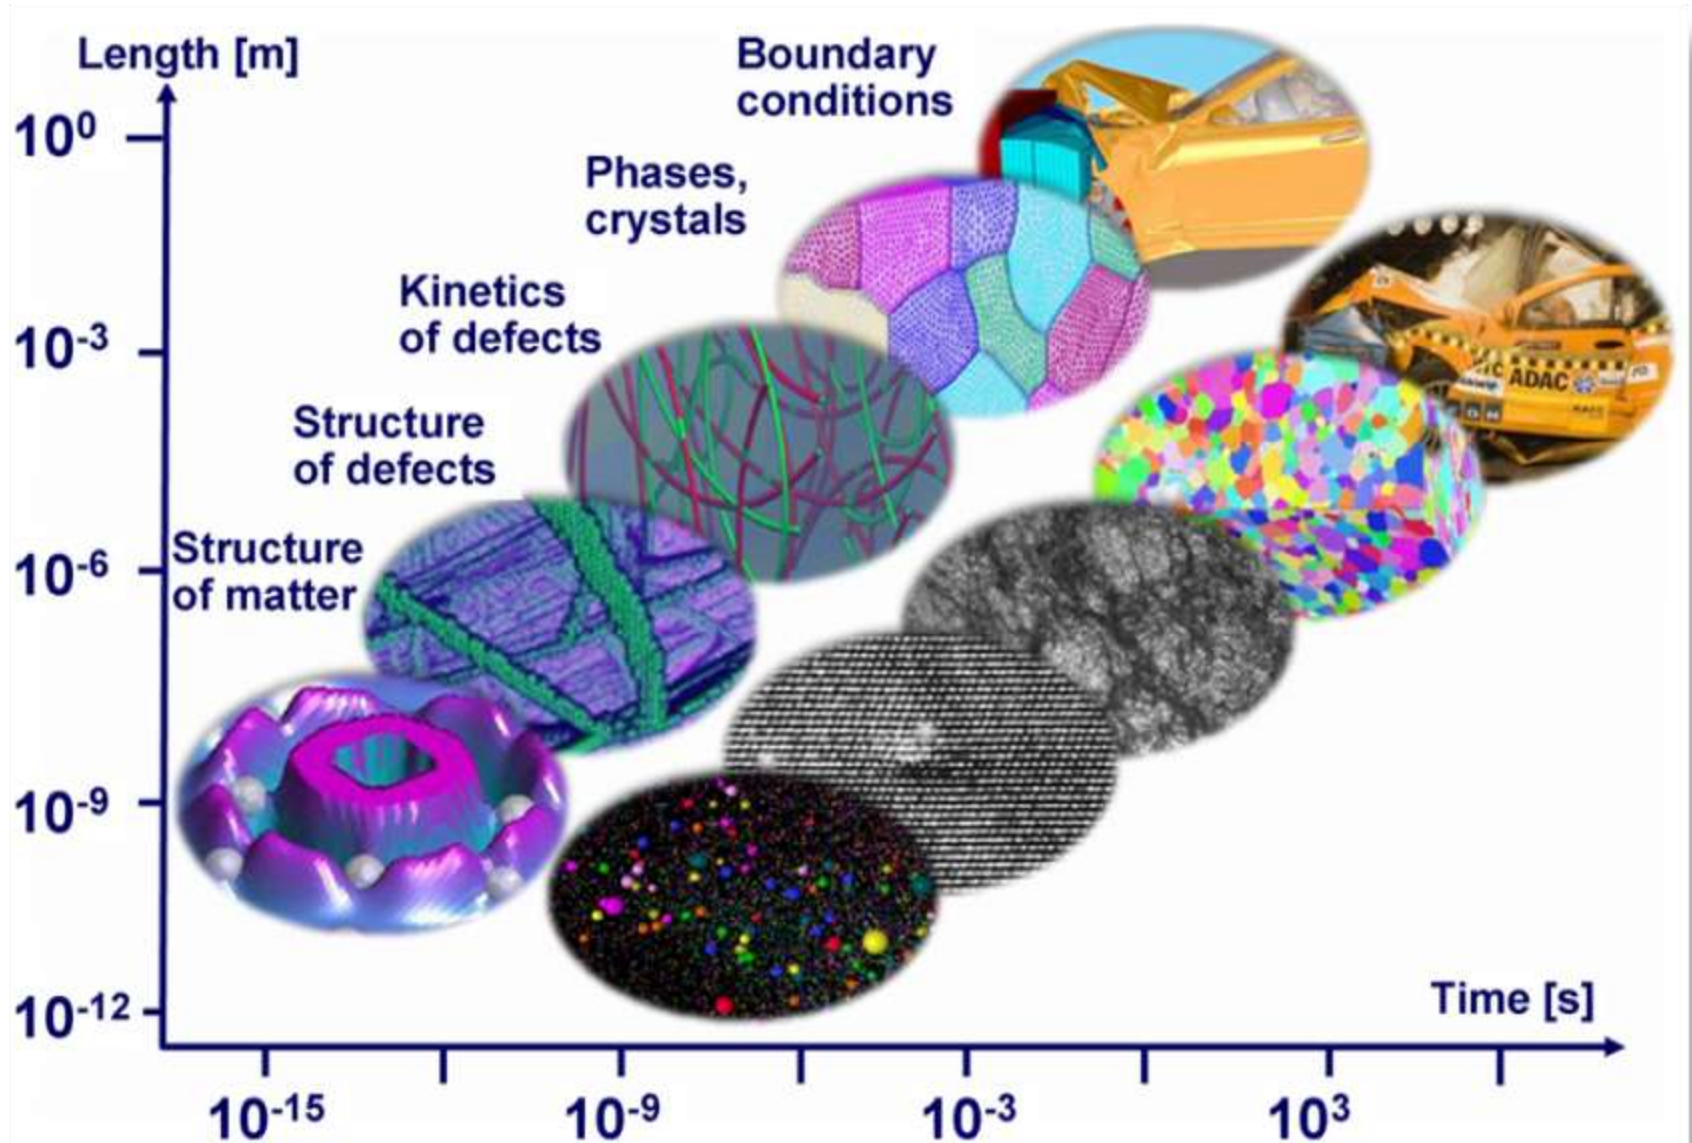 Length [m]
Boundary
conditions
10⁰
Phases,
crystals
Kinetics
of defects
10⁻³
ADAC
Structure
of defects
Structure
of matter
10⁻⁶
10⁻⁹
10⁻¹²
Time [s]
10⁻¹⁵
10⁻⁹
10⁻³
10³